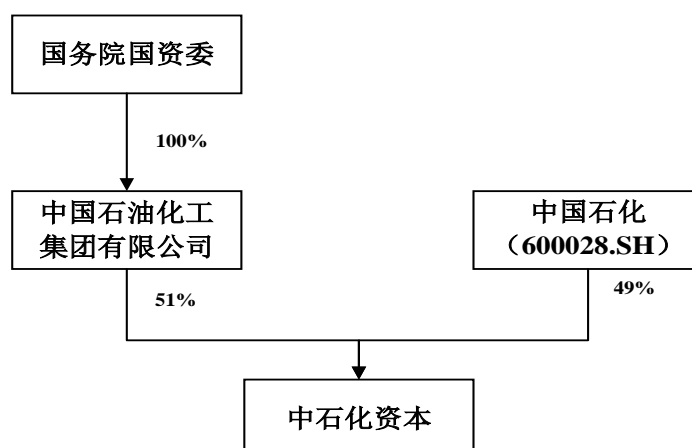 国务院国资委
100%
中国石油化工
集团有限公司
中国石化
（600028.SH）
51%
49%
中石化资本